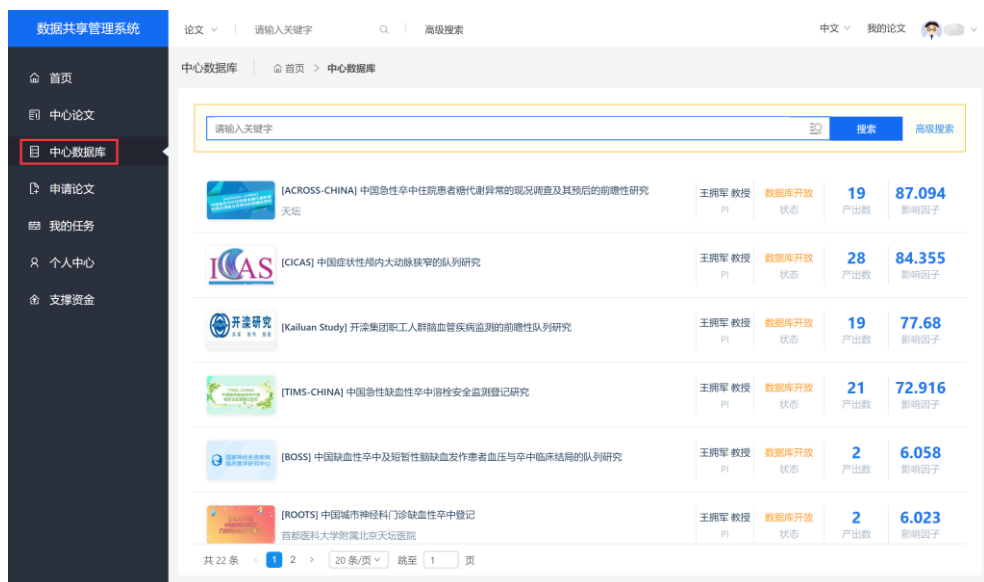 数据共享管理系统
论文 请输入关键字 高级搜索 中文 我的论文
中心数据库 首页 > 中心数据库
首页
中心论文
中心数据库
申请论文
我的任务
个人中心
支撑资金
请输入关键字 搜索 高级搜索
[ACROSS-CHINA] 中国急性卒中住院患者糖代谢异常的现况调查及其预后的前瞻性研究
天坛
王拥军 教授 数据库开放 19 87.094
PI 状态 产出数 影响因子
ICAS
[CICAS] 中国症状性颅内大动脉狭窄的队列研究
王拥军 教授 数据库开放 28 84.355
PI 状态 产出数 影响因子
开滦研究
[Kailuan Study] 开滦集团职工人群脑血管疾病监测的前瞻性队列研究
王拥军 教授 数据库开放 19 77.68
PI 状态 产出数 影响因子
[TIMS-CHINA] 中国急性缺血性卒中溶栓安全监测登记研究
王拥军 教授 数据库开放 21 72.916
PI 状态 产出数 影响因子
[BOSS] 中国缺血性卒中及短暂性脑缺血发作患者血压与卒中临床结局的队列研究
王拥军 教授 数据库开放 2 6.058
PI 状态 产出数 影响因子
[ROOTS] 中国城市神经科门诊缺血性卒中登记
首都医科大学附属北京天坛医院
王拥军 教授 数据库开放 2 6.023
PI 状态 产出数 影响因子
共 22 条 < 1 2 > 20 条/页 跳至 1 页